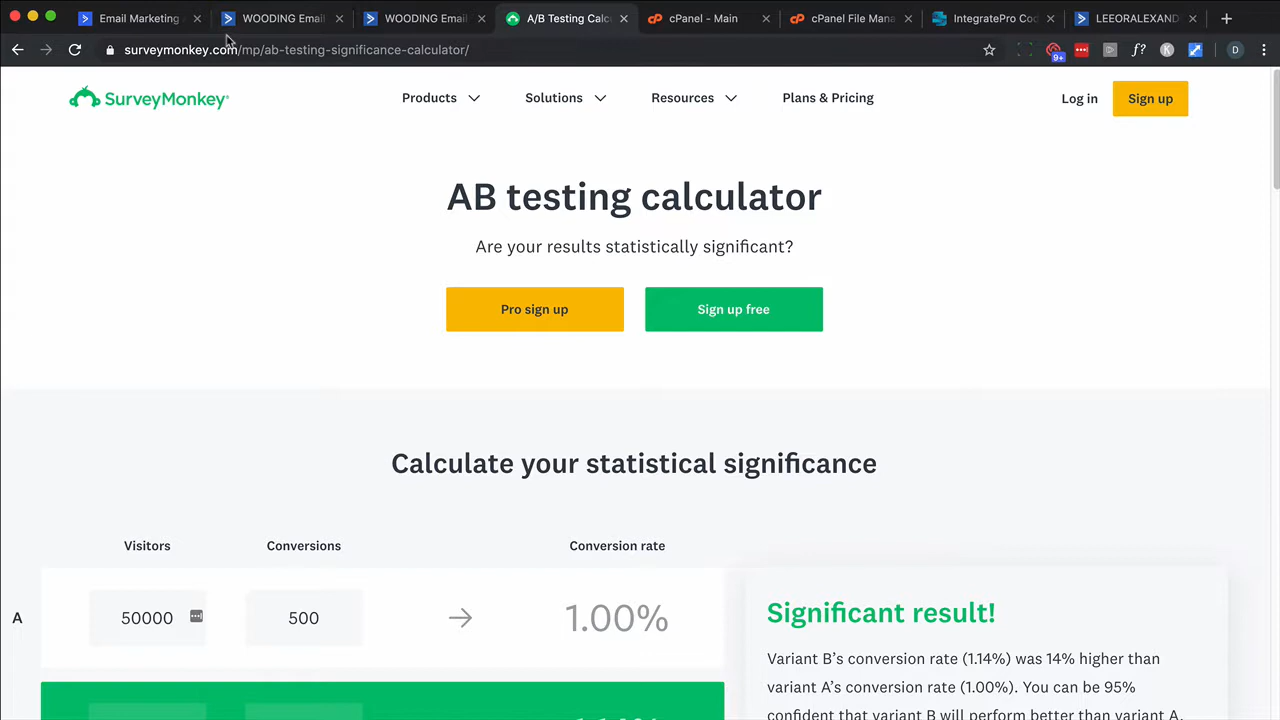 Email Marketing
WOODING Email
WOODING Email
A/B Testing Calc
cPanel - Main
cPanel File Mana
IntegratePro Coc
LEEORALEXAND
surveymonkey.com/mp/ab-testing-significance-calculator/
9+
f?
K
D
SurveyMonkey
Products
Solutions
Resources
Plans & Pricing
Log in
Sign up
AB testing calculator
Are your results statistically significant?
Pro sign up
Sign up free
Calculate your statistical significance
Visitors
Conversions
Conversion rate
A
50000
500
1.00%
Significant result!
Variant B’s conversion rate (1.14%) was 14% higher than
variant A’s conversion rate (1.00%). You can be 95%
confident that variant B will perform better than variant A.